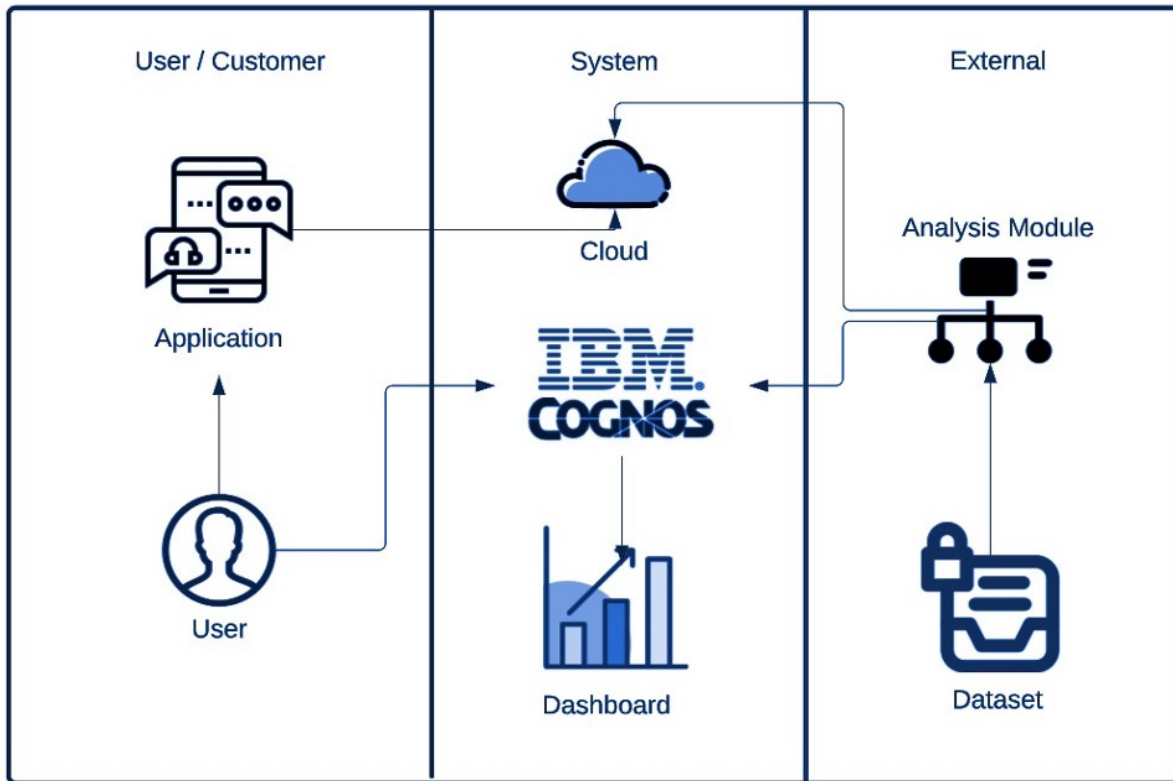 User / Customer
System
External
Cloud
Analysis Module
Application
IBM®
COGNOS
User
Dashboard
Dataset